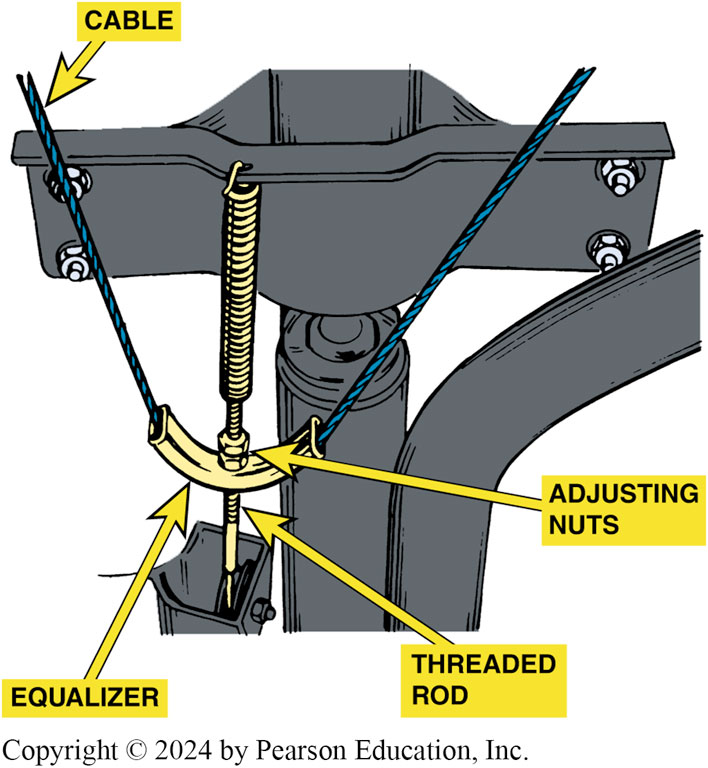 CABLE
ADJUSTING
NUTS
THREADED
ROD
EQUALIZER
Copyright © 2024 by Pearson Education, Inc.